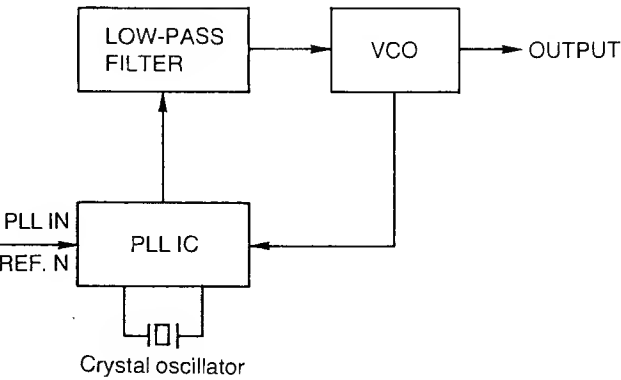 LOW-PASS
FILTER
VCO
OUTPUT
PLL IN
REF. N
PLL IC
Crystal oscillator